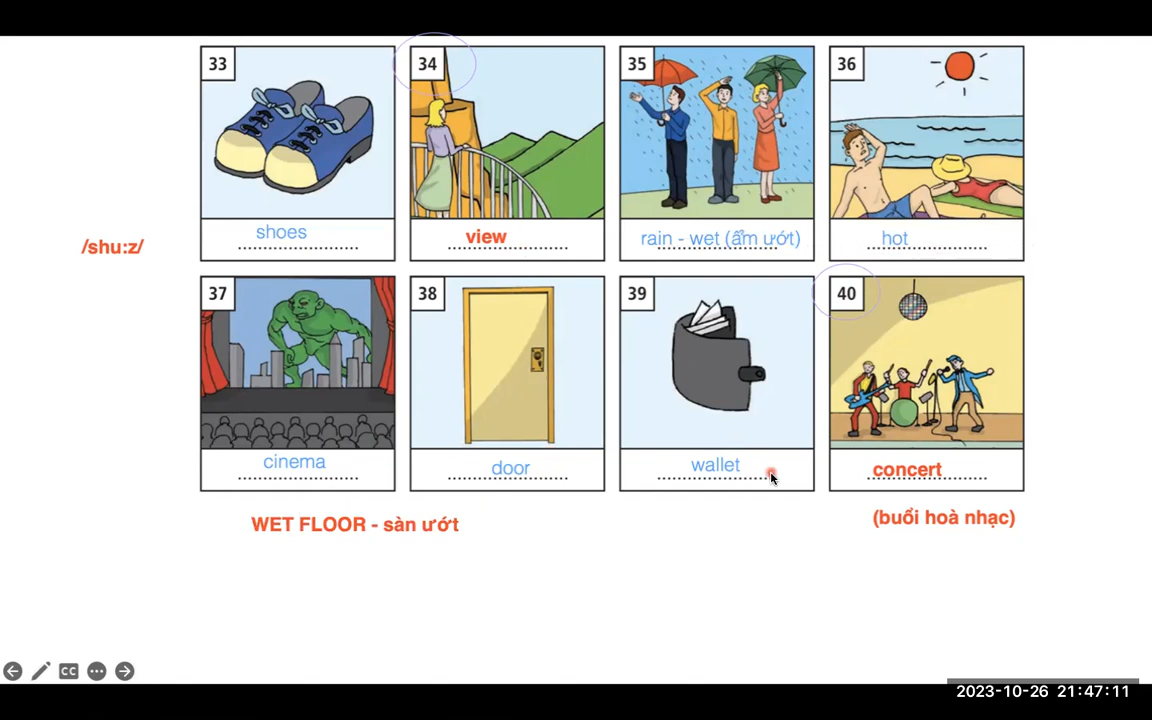 33
34
35
36
shoes
view
rain - wet (ẩm ướt)
hot
/shu:z/
37
38
39
40
cinema
door
wallet
concert
WET FLOOR - sàn ướt
(buổi hoà nhạc)
CC
2023-10-26 21:47:11